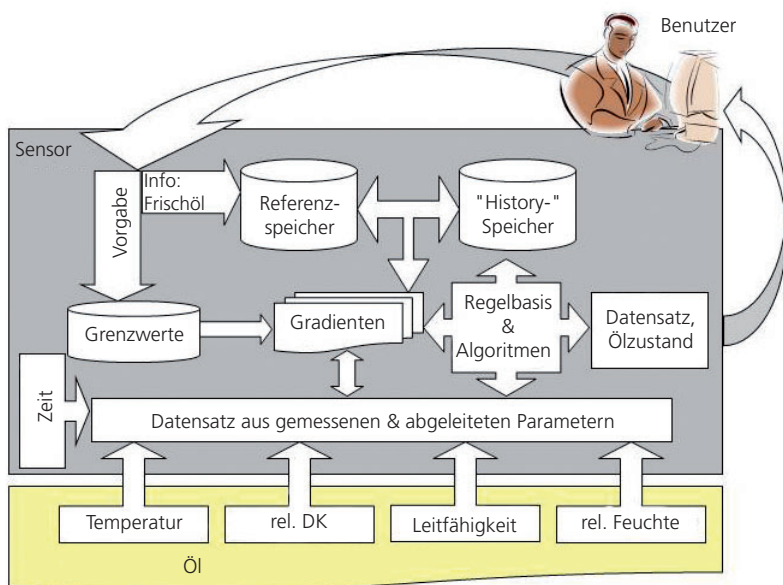 Benutzer
Sensor
Info:
Frischöl
Vorgabe
Referenz-
speicher
"History-"
Speicher
Grenzwerte
Gradienten
Regelbasis
&
Algoritmen
Datensatz,
Ölzustand
Zeit
Datensatz aus gemessenen & abgeleiteten Parametern
Temperatur
rel. DK
Leitfähigkeit
rel. Feuchte
Öl